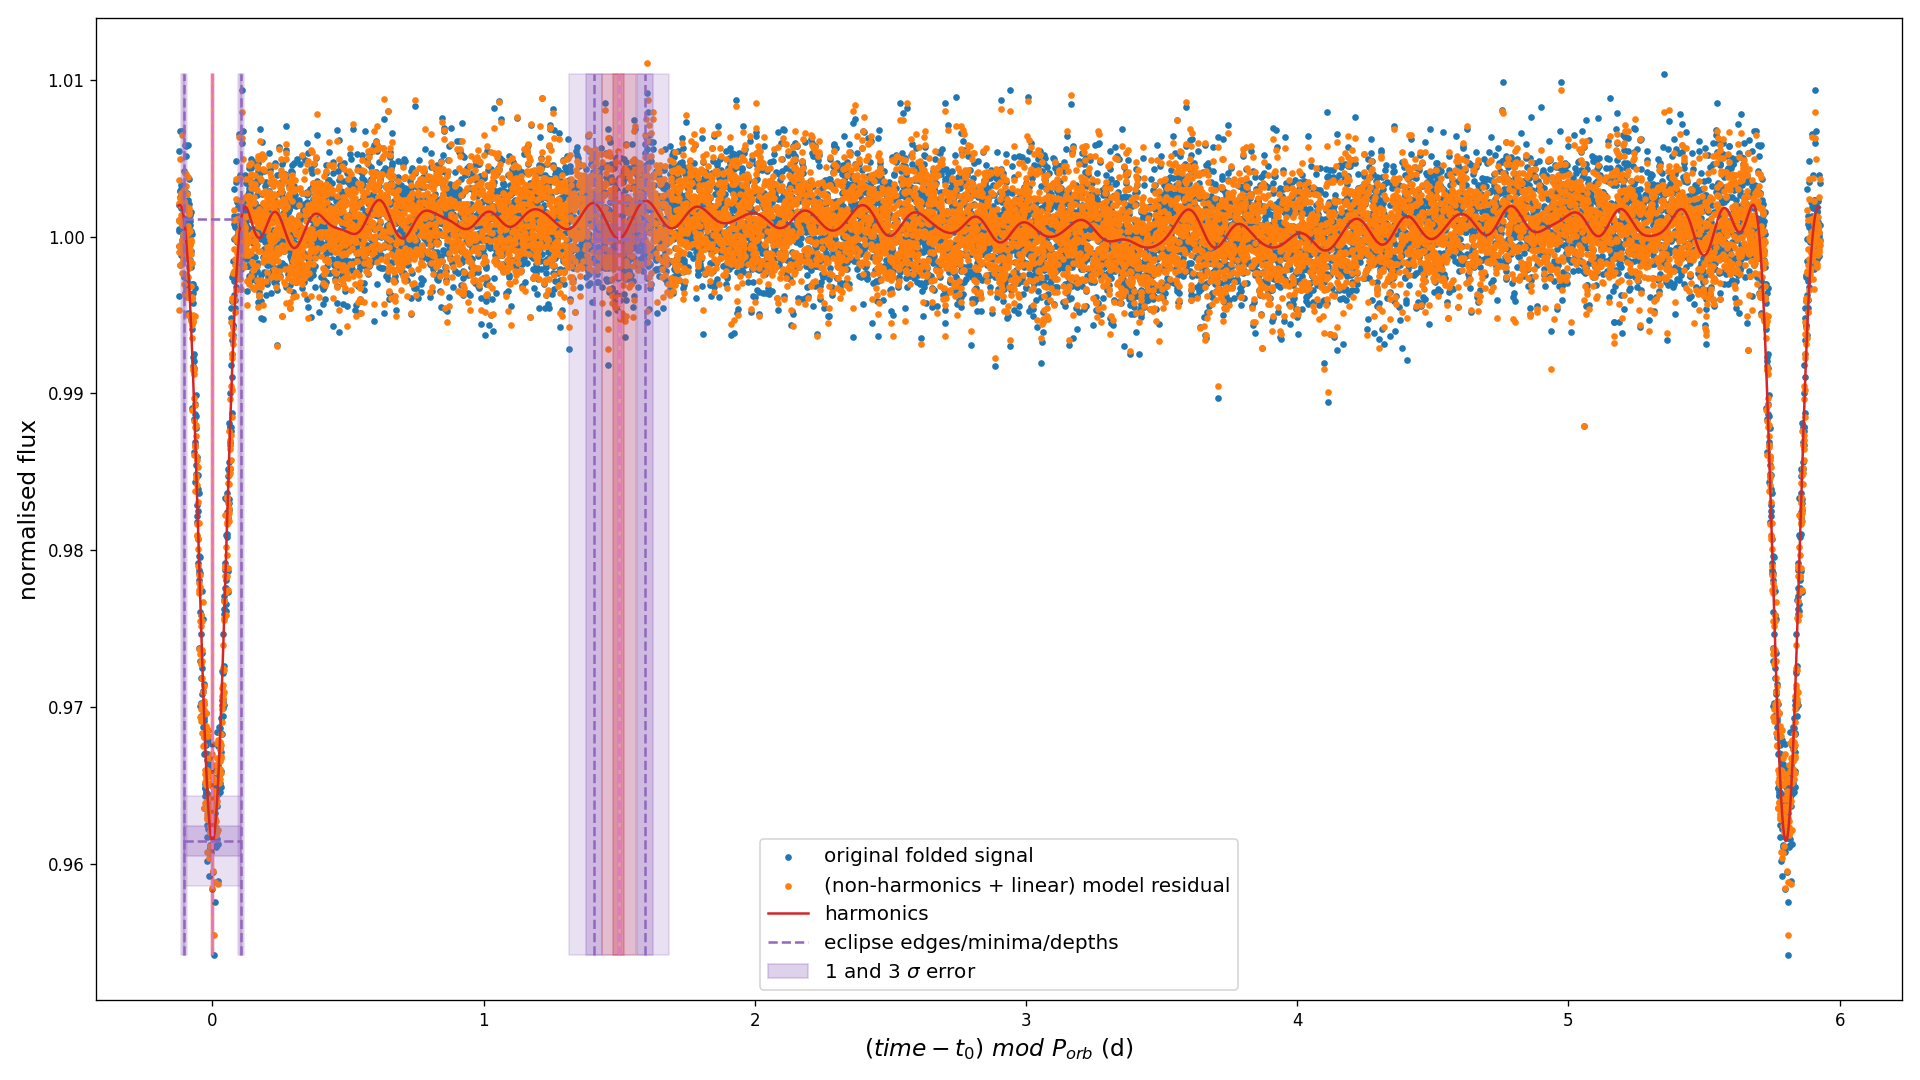 normalised flux
1.01
1.00
0.99
0.98
0.97
0.96
original folded signal
(non-harmonics + linear) model residual
harmonics
eclipse edges/minima/depths
1 and 3 σ error
0 1 2 3 4 5 6
(time − t₀) mod Pₒᵣb (d)